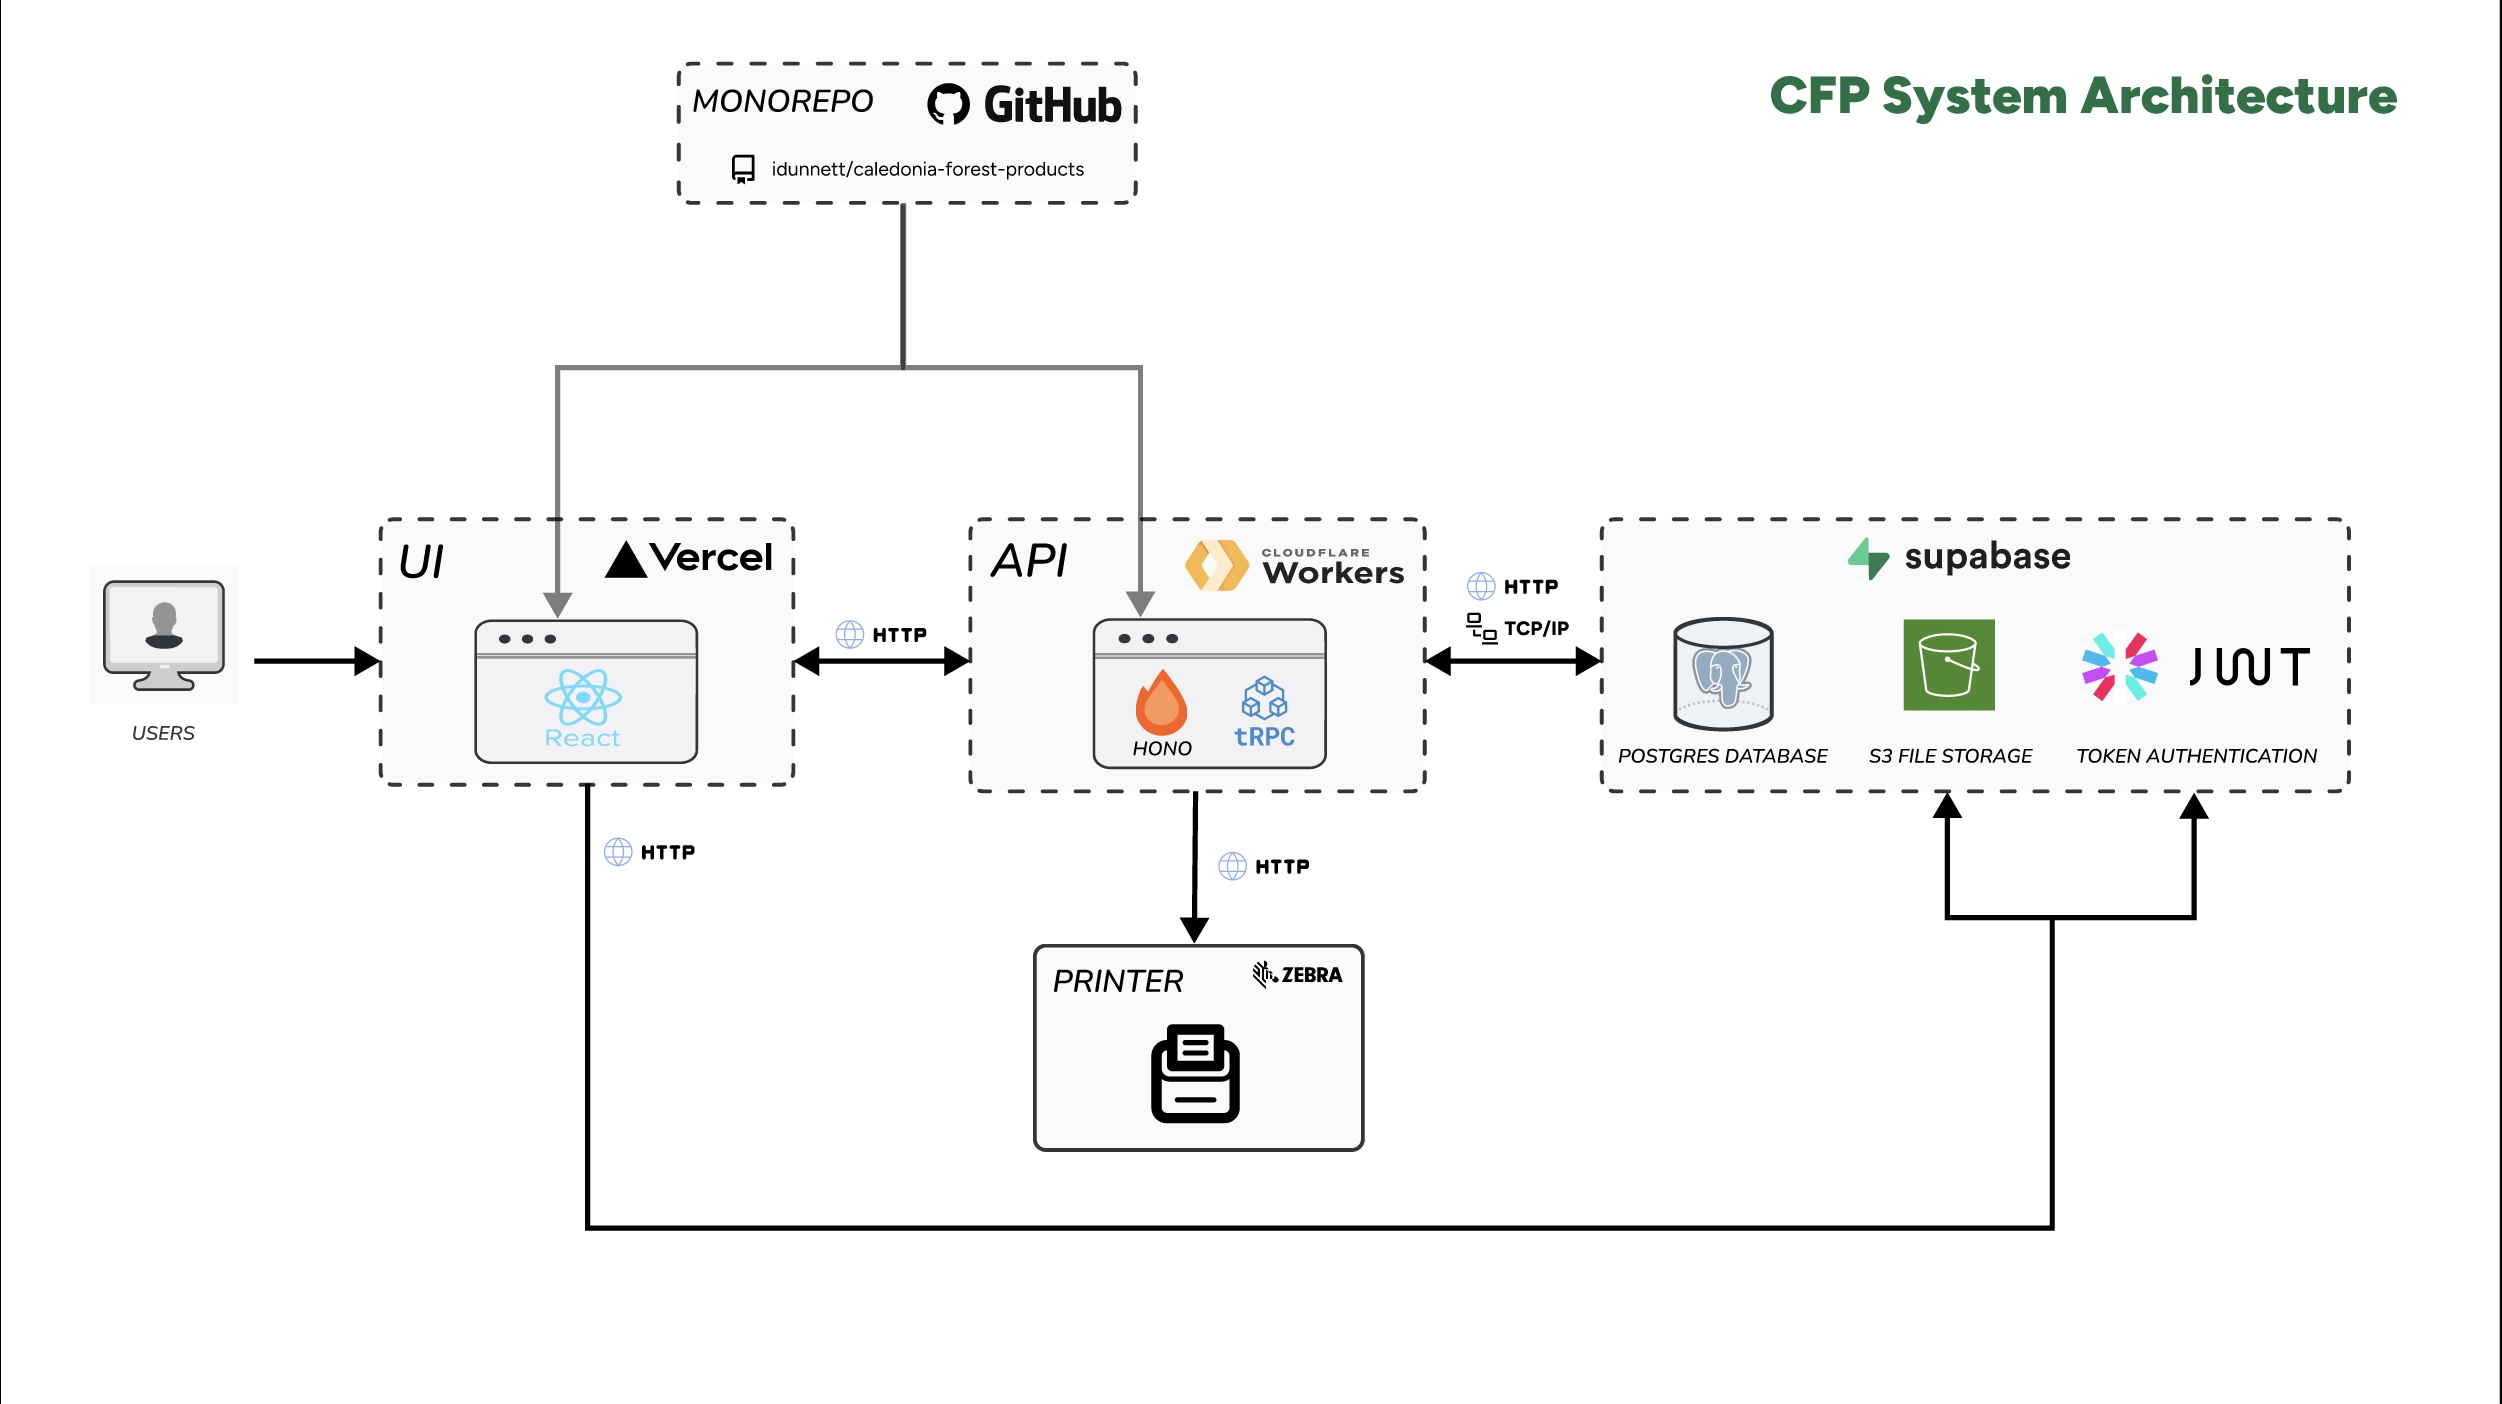 CFP System Architecture
MONOREPO
GitHub
idunnett/caledonia-forest-products
UI
Vercel
React
USERS
HTTP
API
CLOUDFLARE
Workers
HONO
tRPC
HTTP
TCP/IP
supabase
JWT
POSTGRES DATABASE
S3 FILE STORAGE
TOKEN AUTHENTICATION
HTTP
HTTP
PRINTER
ZEBRA